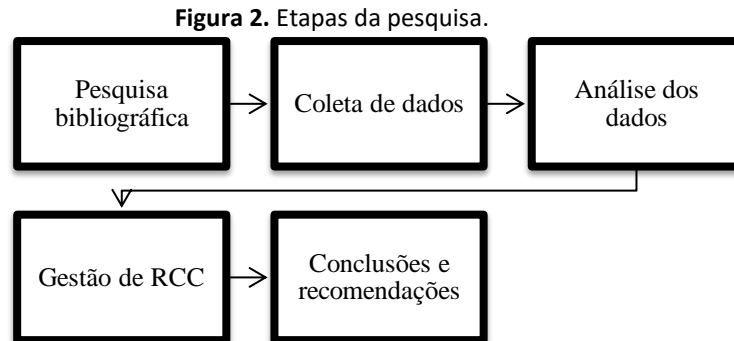 Figura 2. Etapas da pesquisa.
Pesquisa
bibliográfica
Coleta de dados
Análise dos
dados
Gestão de RCC
Conclusões e
recomendações